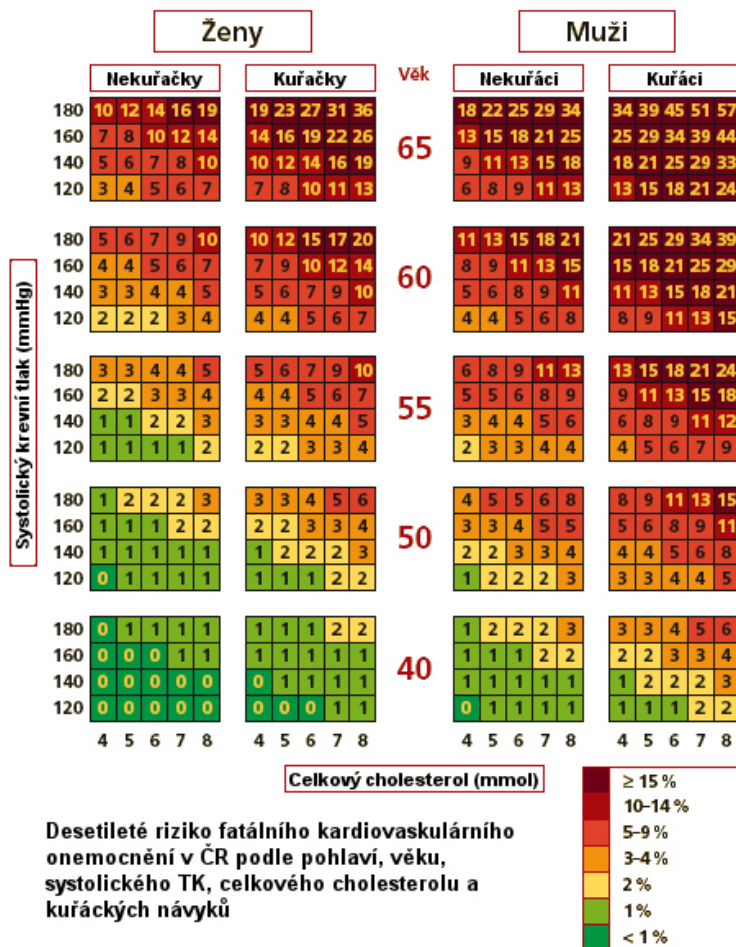 Ženy Muži
Nekuřačky Kuřačky Věk Nekuřáci Kuřáci
180 10 12 14 16 19 19 23 27 31 36 18 22 25 29 34 34 39 45 51 57
160 7 8 10 12 14 14 16 19 22 26 13 15 18 21 25 25 29 34 39 44
65
140 5 6 7 8 10 10 12 14 16 19 9 11 13 15 18 18 21 25 29 33
120 3 4 5 6 7 7 8 10 11 13 6 8 9 11 13 13 15 18 21 24
180 5 6 7 9 10 10 12 15 17 20 11 13 15 18 21 21 25 29 34 39
160 4 4 5 6 7 7 9 10 12 14 8 9 11 13 15 15 18 21 25 29
60
140 3 3 4 4 5 5 6 7 9 10 5 6 8 9 11 11 13 15 18 21
120 2 2 2 3 4 4 4 5 6 7 4 4 5 6 8 8 9 11 13 15
Systolický krevní tlak (mmHg)
180 3 3 4 4 5 5 6 7 9 10 6 8 9 11 13 13 15 18 21 24
160 2 2 3 3 4 4 4 5 6 7 5 5 6 8 9 9 11 13 15 18
55
140 1 1 2 2 3 3 3 4 4 5 3 4 4 5 6 6 8 9 11 12
120 1 1 1 1 2 2 2 3 3 4 2 3 3 4 4 4 5 6 7 9
180 1 2 2 2 3 3 3 4 5 6 4 5 5 6 8 8 9 11 13 15
160 1 1 1 2 2 2 2 3 3 4 3 3 4 5 5 5 6 8 9 11
50
140 1 1 1 1 1 1 2 2 2 3 2 2 3 3 4 4 4 5 6 8
120 0 1 1 1 1 1 1 1 2 2 1 2 2 2 3 3 3 4 4 5
180 0 1 1 1 1 1 1 1 2 2 1 2 2 2 3 3 3 4 5 6
160 0 0 0 1 1 1 1 1 1 1 1 1 1 2 2 2 2 3 3 4
40
140 0 0 0 0 0 0 1 1 1 1 1 1 1 1 1 1 2 2 2 3
120 0 0 0 0 0 0 0 0 1 1 0 1 1 1 1 1 1 1 2 2
4 5 6 7 8 4 5 6 7 8 4 5 6 7 8 4 5 6 7 8
Celkový cholesterol (mmol)
≥ 15 %
10–14 %
5–9 %
3–4 %
2 %
1 %
< 1 %
Desetileté riziko fatálního kardiovaskulárního
onemocnění v ČR podle pohlaví, věku,
systolického TK, celkového cholesterolu a
kuřáckých návyků